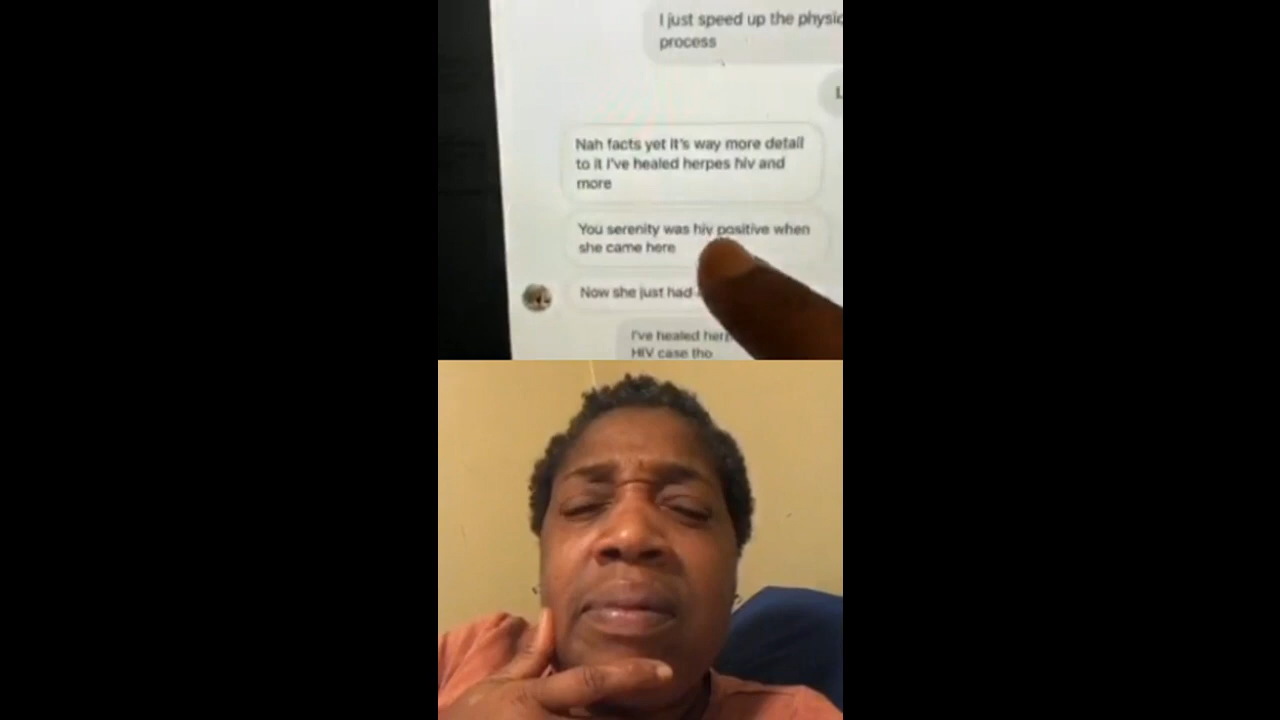 I just speed up the
process
Nah facts yet it's way more detail
to it I've healed herpes hiv and
more
You serenity was hiv positive when
she came here
Now she just had
I've healed
HIV case tho